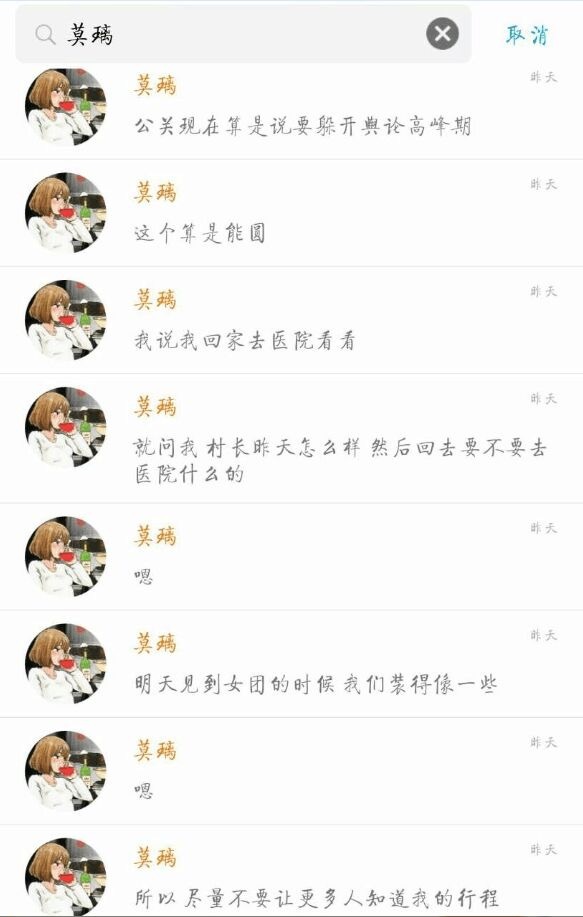 莫璃
取消
莫璃
昨天
公关现在算是说要躲开舆论高峰期
莫璃
昨天
这个算是能圆
莫璃
昨天
我说我回家去医院看看
莫璃
昨天
就问我 村长昨天怎么样 然后回去要不要去
医院什么的
莫璃
昨天
嗯
莫璃
昨天
明天见到女团的时候 我们装得像一些
莫璃
昨天
嗯
莫璃
昨天
所以 尽量不要让更多人知道我的行程